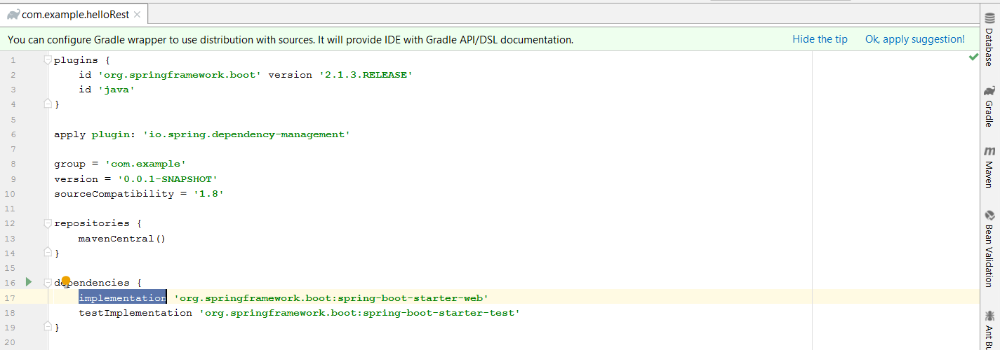 com.example.helloRest
You can configure Gradle wrapper to use distribution with sources. It will provide IDE with Gradle API/DSL documentation.
Hide the tip
Ok, apply suggestion!
1 plugins {
2 id 'org.springframework.boot' version '2.1.3.RELEASE'
3 id 'java'
4 }
5
6 apply plugin: 'io.spring.dependency-management'
7
8 group = 'com.example'
9 version = '0.0.1-SNAPSHOT'
10 sourceCompatibility = '1.8'
11
12 repositories {
13 mavenCentral()
14 }
15
16 dependencies {
17 implementation 'org.springframework.boot:spring-boot-starter-web'
18 testImplementation 'org.springframework.boot:spring-boot-starter-test'
19 }
20
Database
Gradle
m Maven
Bean Validation
Ant Bu